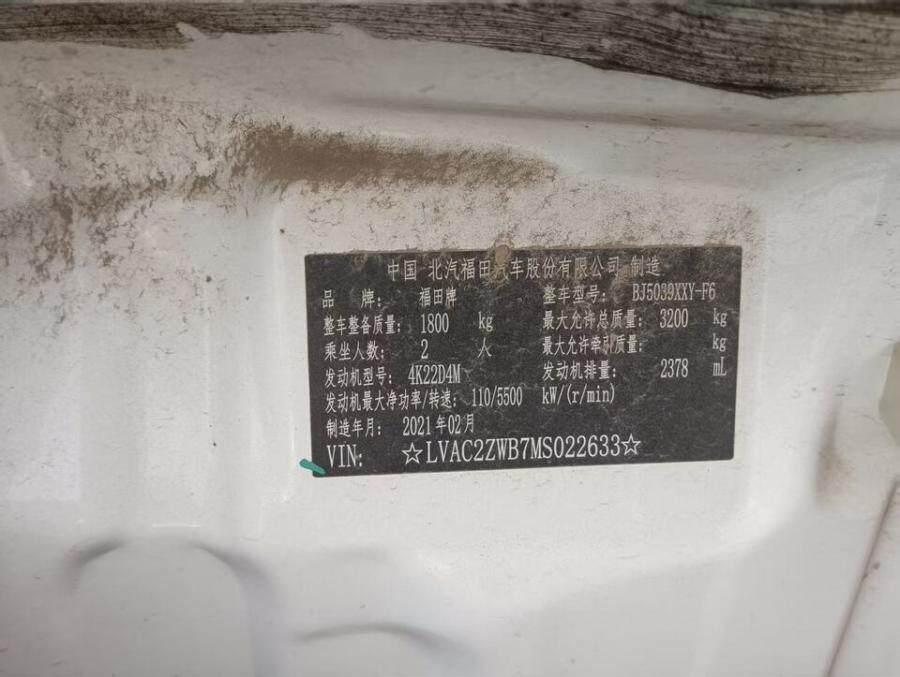 中国 北汽福田汽车股份有限公司 制造
品 牌: 福田牌 整车型号: BJ5039XXY-F6
整车整备质量: 1800 kg 最大允许总质量: 3200 kg
乘坐人数: 2 人 最大允许牵引质量: kg
发动机型号: 4K22D4M 发动机排量: 2378 mL
发动机最大净功率/转速: 110/5500 kW/(r/min)
制造年月: 2021年02月
VIN: ☆LVAC2ZWB7MS022633☆